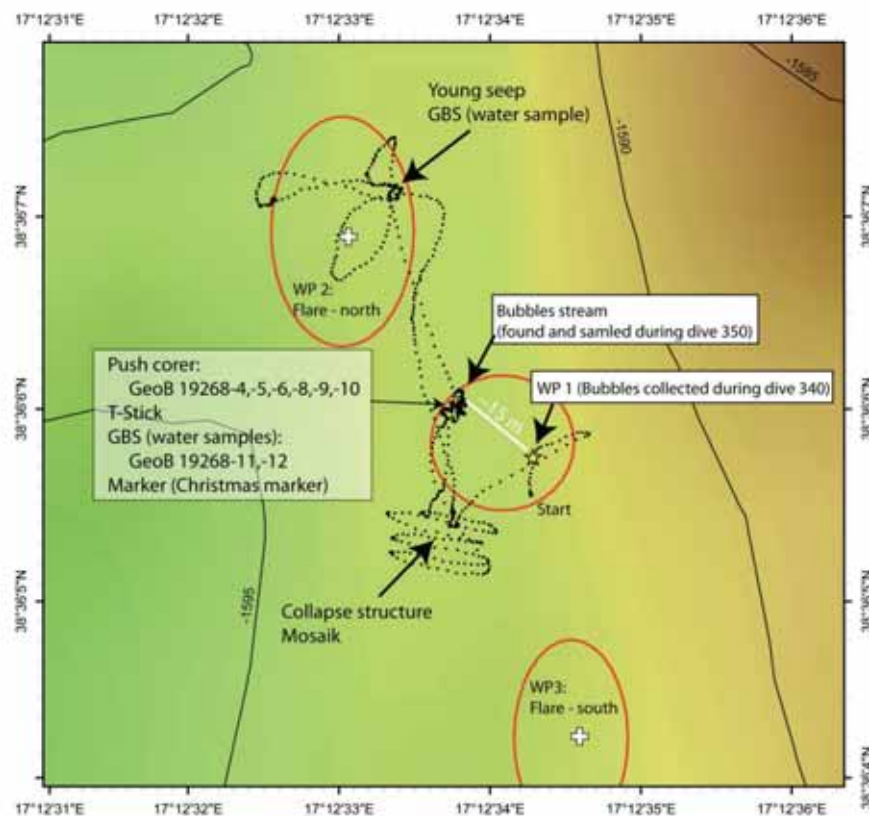 17°12'31"E 17°12'32"E 17°12'33"E 17°12'34"E 17°12'35"E 17°12'36"E
-1585
Young seep
GBS (water sample)
-1590
38°36'7"N
38°36'7"N
WP 2:
Flare - north
Bubbles stream
(found and samled during dive 350)
Push corer:
GeoB 19268-4,-5,-6,-8,-9,-10
T-Stick
GBS (water samples):
GeoB 19268-11,-12
Marker (Christmas marker)
WP 1 (Bubbles collected during dive 340)
38°36'6"N
~15 m
Start
38°36'5"N
-1595
Collapse structure
Mosaik
WP3:
Flare - south
17°12'31"E 17°12'32"E 17°12'33"E 17°12'34"E 17°12'35"E 17°12'36"E